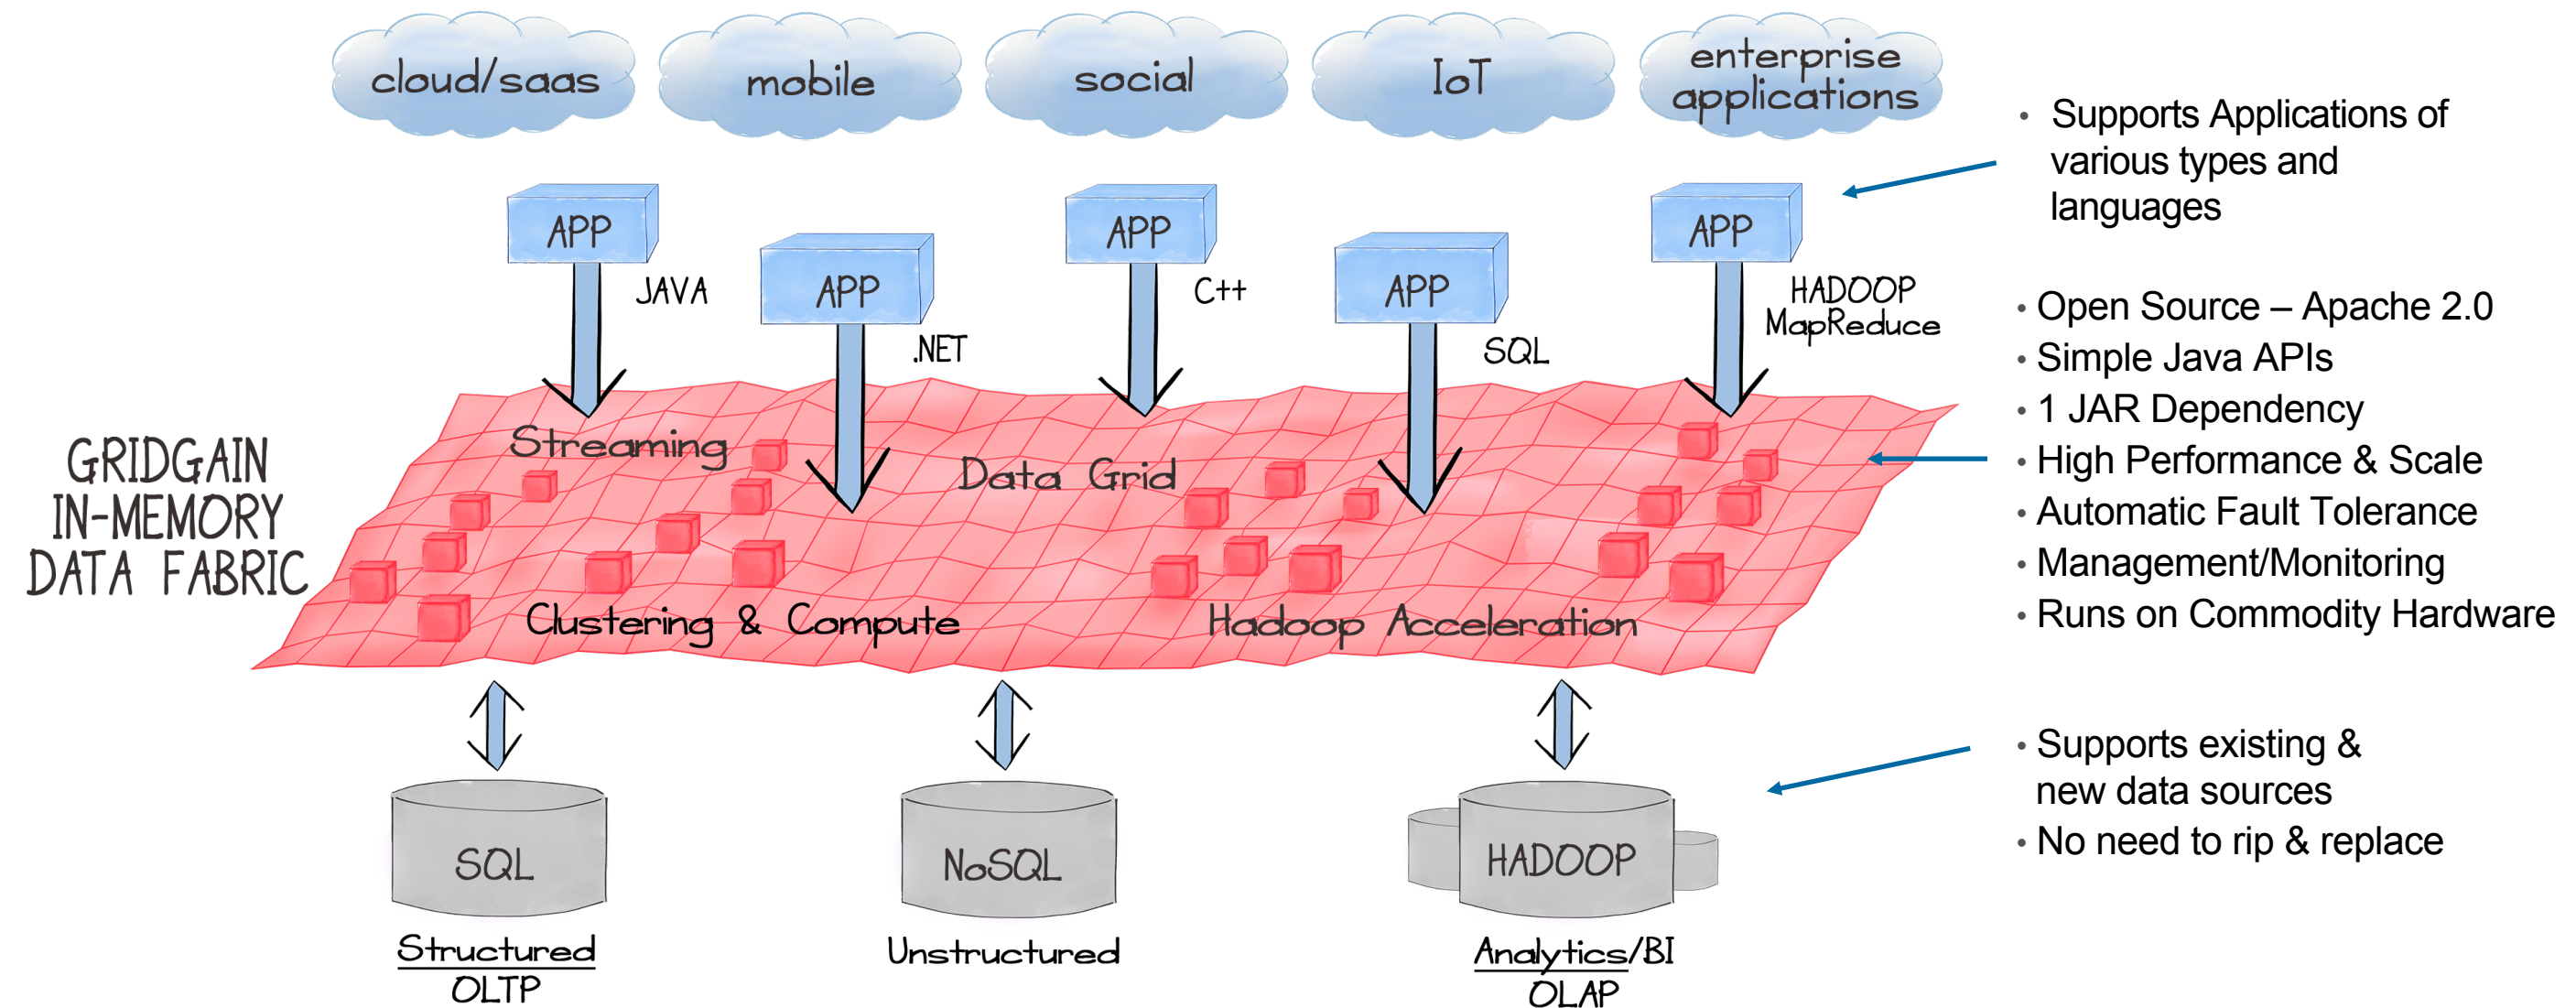 cloud/saas
mobile
social
IoT
enterprise
applications
APP
JAVA
APP
.NET
APP
C++
APP
SQL
APP
HADOOP
MapReduce
GRIDGAIN
IN-MEMORY
DATA FABRIC
Streaming
Data Grid
Clustering & Compute
Hadoop Acceleration
SQL
Structured
OLTP
NoSQL
Unstructured
HADOOP
Analytics/BI
OLAP
• Supports Applications of
various types and
languages
• Open Source – Apache 2.0
• Simple Java APIs
• 1 JAR Dependency
• High Performance & Scale
• Automatic Fault Tolerance
• Management/Monitoring
• Runs on Commodity Hardware
• Supports existing &
new data sources
• No need to rip & replace